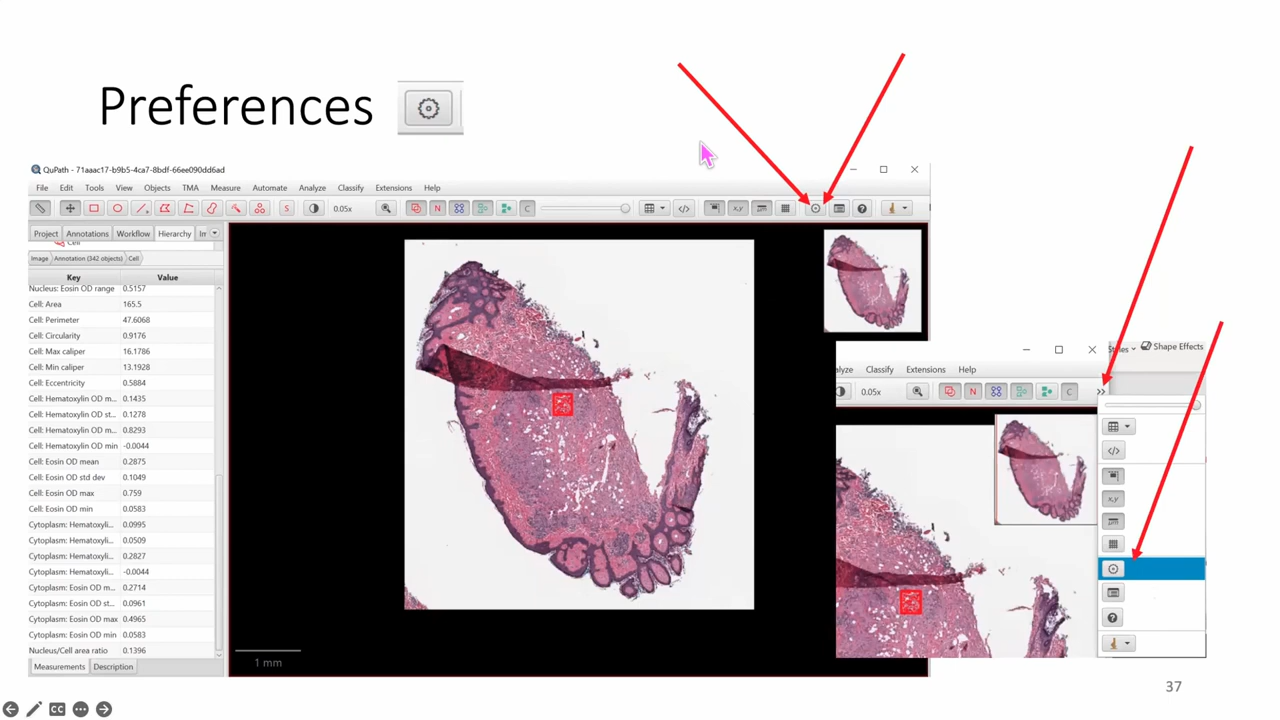 Preferences
QuPath - 71aaac17-b9b5-4ca7-8bdf-66ee090dd6ad
File Edit Tools View Objects TMA Measure Automate Analyze Classify Extensions Help
N S 0.05x N C </> x,y μm ?
Project Annotations Workflow Hierarchy
Cell
Image Annotation (342 objects) Cell
Key Value
Nucleus: Eosin OD range 0.5157
Cell: Area 165.5
Cell: Perimeter 47.6068
Cell: Circularity 0.9176
Cell: Max caliper 16.1786
Cell: Min caliper 13.1928
Cell: Eccentricity 0.5884
Cell: Hematoxylin OD m... 0.1435
Cell: Hematoxylin OD st... 0.1278
Cell: Hematoxylin OD m... 0.8293
Cell: Hematoxylin OD min -0.0044
Cell: Eosin OD mean 0.2875
Cell: Eosin OD std dev 0.1049
Cell: Eosin OD max 0.759
Cell: Eosin OD min 0.0583
Cytoplasm: Hematoxyli... 0.0995
Cytoplasm: Hematoxyli... 0.0509
Cytoplasm: Hematoxyli... 0.2827
Cytoplasm: Hematoxyli... -0.0044
Cytoplasm: Eosin OD m... 0.2714
Cytoplasm: Eosin OD st... 0.0961
Cytoplasm: Eosin OD max 0.4965
Cytoplasm: Eosin OD min 0.0583
Nucleus/Cell area ratio 0.1396
Measurements Description
1 mm
Shape Effects
Classify Extensions Help
0.05x N C >>
</>
x,y
μm
?
37
CC